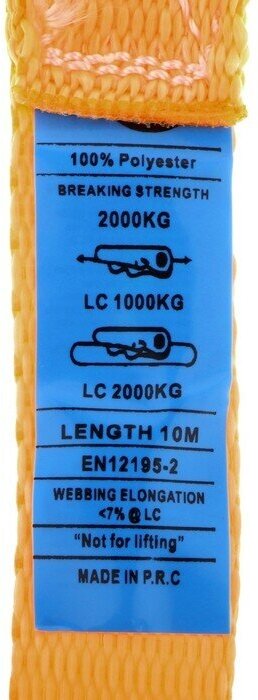 100% Polyester
BREAKING STRENGTH
2000KG
LC 1000KG
LC 2000KG
LENGTH 10M
EN12195-2
WEBBING ELONGATION
<7% @ LC
"Not for lifting"
MADE IN P.R.C